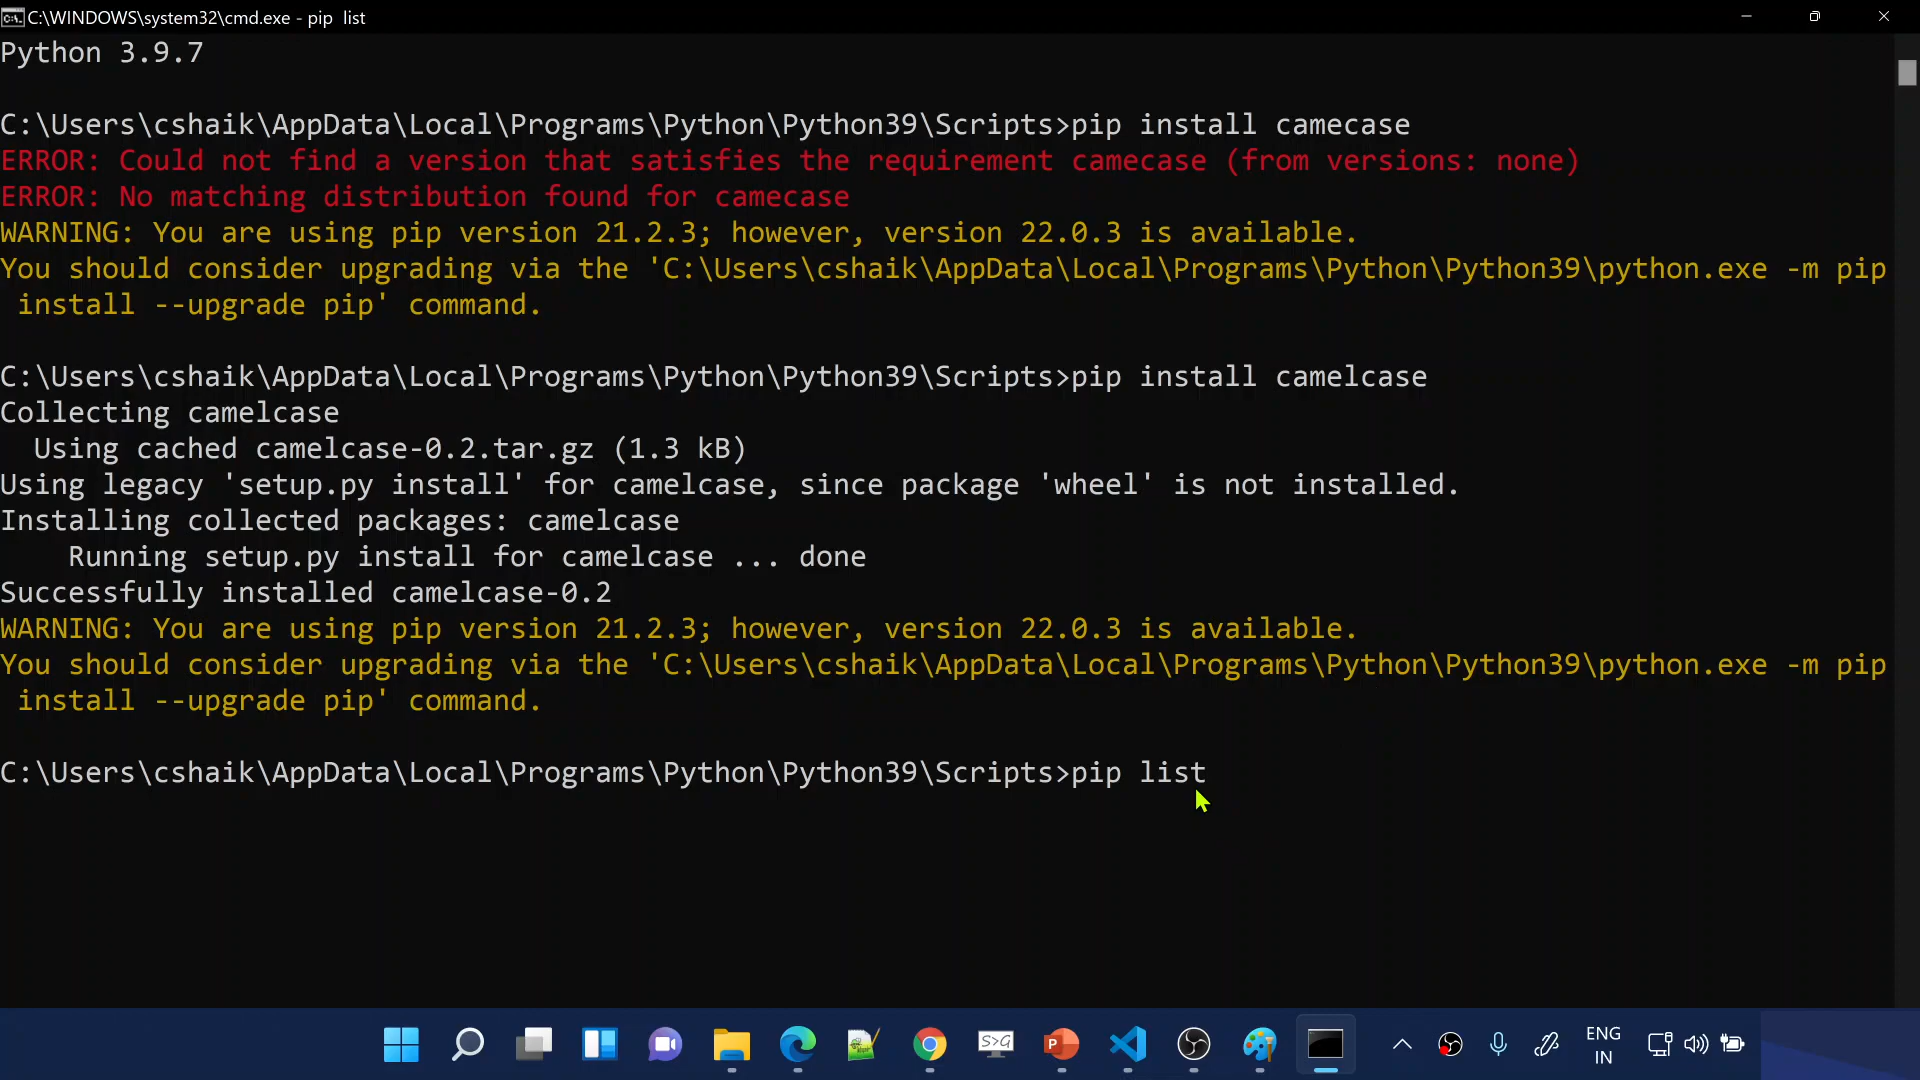 C:\WINDOWS\system32\cmd.exe - pip  list
Python 3.9.7
C:\Users\cshaik\AppData\Local\Programs\Python\Python39\Scripts>pip install camecase
ERROR: Could not find a version that satisfies the requirement camecase (from versions: none)
ERROR: No matching distribution found for camecase
WARNING: You are using pip version 21.2.3; however, version 22.0.3 is available.
You should consider upgrading via the 'C:\Users\cshaik\AppData\Local\Programs\Python\Python39\python.exe -m pip
 install --upgrade pip' command.
C:\Users\cshaik\AppData\Local\Programs\Python\Python39\Scripts>pip install camelcase
Collecting camelcase
  Using cached camelcase-0.2.tar.gz (1.3 kB)
Using legacy 'setup.py install' for camelcase, since package 'wheel' is not installed.
Installing collected packages: camelcase
    Running setup.py install for camelcase ... done
Successfully installed camelcase-0.2
WARNING: You are using pip version 21.2.3; however, version 22.0.3 is available.
You should consider upgrading via the 'C:\Users\cshaik\AppData\Local\Programs\Python\Python39\python.exe -m pip
 install --upgrade pip' command.
C:\Users\cshaik\AppData\Local\Programs\Python\Python39\Scripts>pip list
S>G
P
ENG
IN